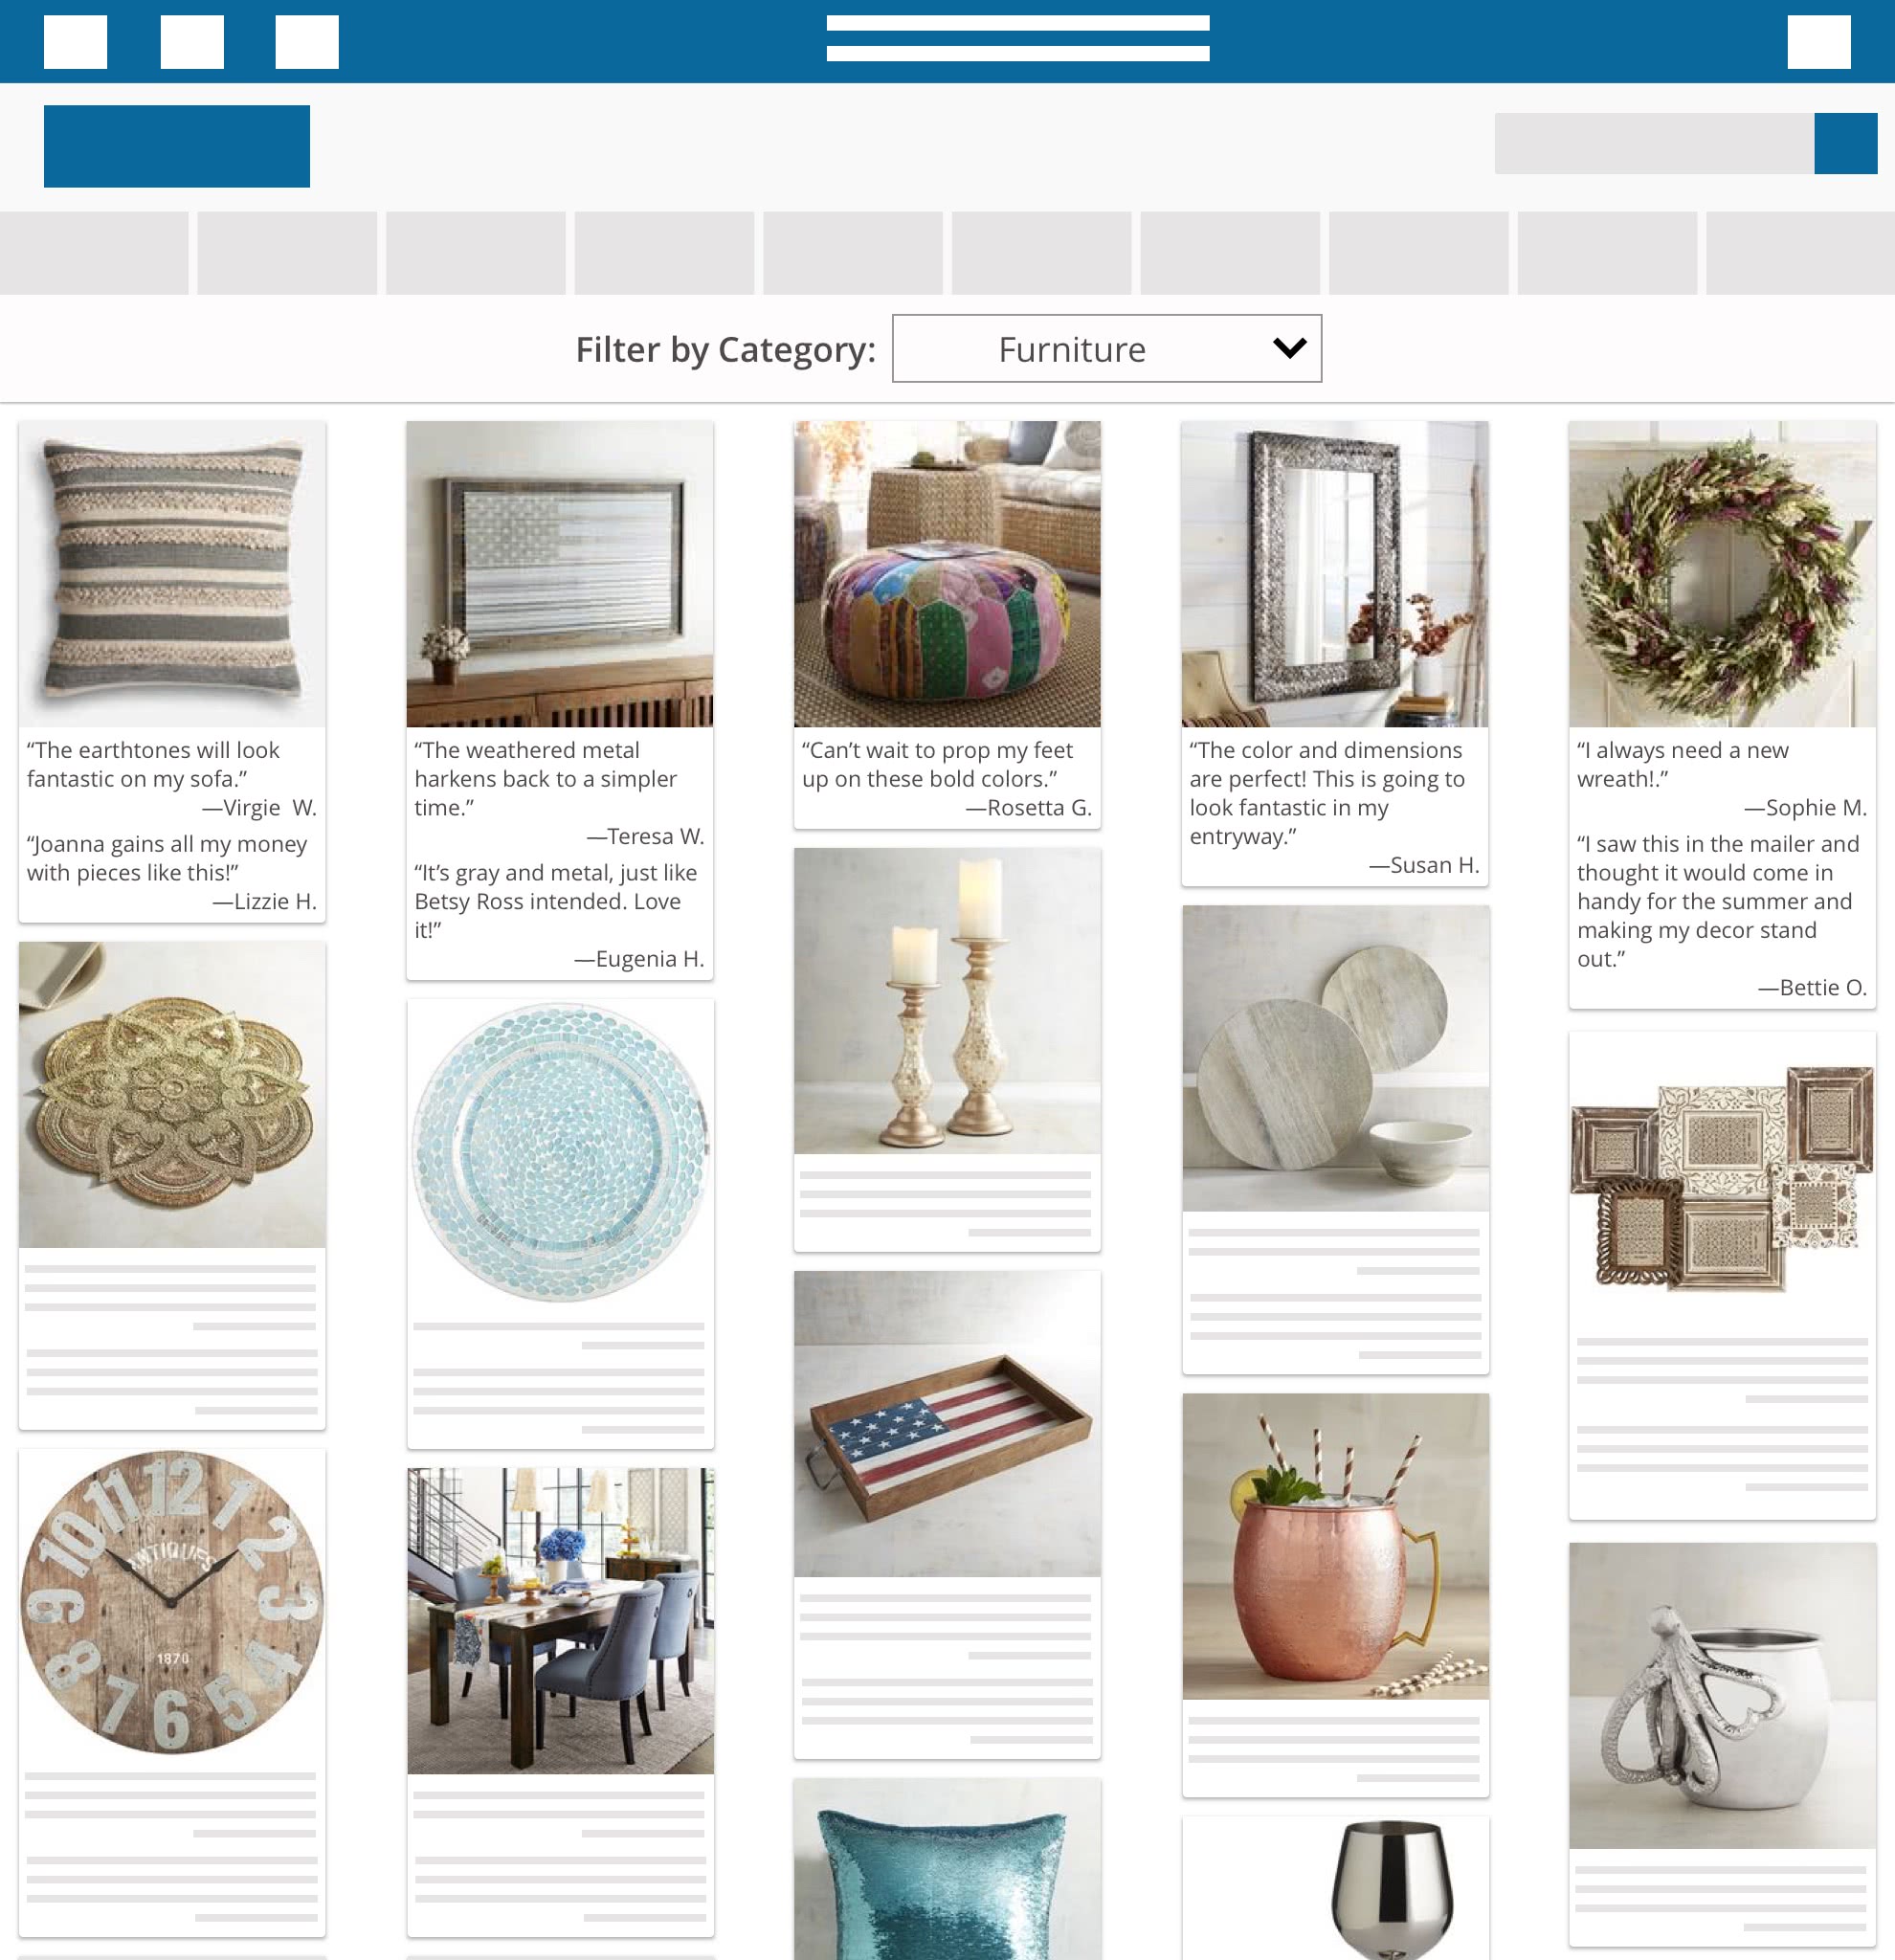 Filter by Category:
Furniture
“The earthtones will look
fantastic on my sofa.”
—Virgie  W.
“Joanna gains all my money
with pieces like this!”
—Lizzie H.
“The weathered metal
harkens back to a simpler
time.”
—Teresa W.
“It’s gray and metal, just like
Betsy Ross intended. Love
it!”
—Eugenia H.
“Can’t wait to prop my feet
up on these bold colors.”
—Rosetta G.
“The color and dimensions
are perfect! This is going to
look fantastic in my
entryway.”
—Susan H.
“I always need a new
wreath!.”
—Sophie M.
“I saw this in the mailer and
thought it would come in
handy for the summer and
making my decor stand
out.”
—Bettie O.
12
1
2
3
4
5
6
7
8
9
10
11
ANTIQUES
1870